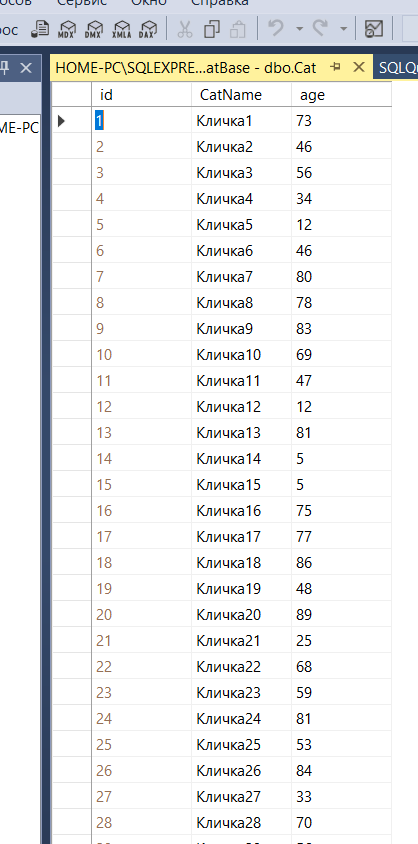 Сервис Окно Справка
рос MDX DMX XMLA DAX
HOME-PC\SQLEXPRE...atBase - dbo.Cat SQLQ
ME-PC
id CatName age
1 Кличка1 73
2 Кличка2 46
3 Кличка3 56
4 Кличка4 34
5 Кличка5 12
6 Кличка6 46
7 Кличка7 80
8 Кличка8 78
9 Кличка9 83
10 Кличка10 69
11 Кличка11 47
12 Кличка12 12
13 Кличка13 81
14 Кличка14 5
15 Кличка15 5
16 Кличка16 75
17 Кличка17 77
18 Кличка18 86
19 Кличка19 48
20 Кличка20 89
21 Кличка21 25
22 Кличка22 68
23 Кличка23 59
24 Кличка24 81
25 Кличка25 53
26 Кличка26 84
27 Кличка27 33
28 Кличка28 70